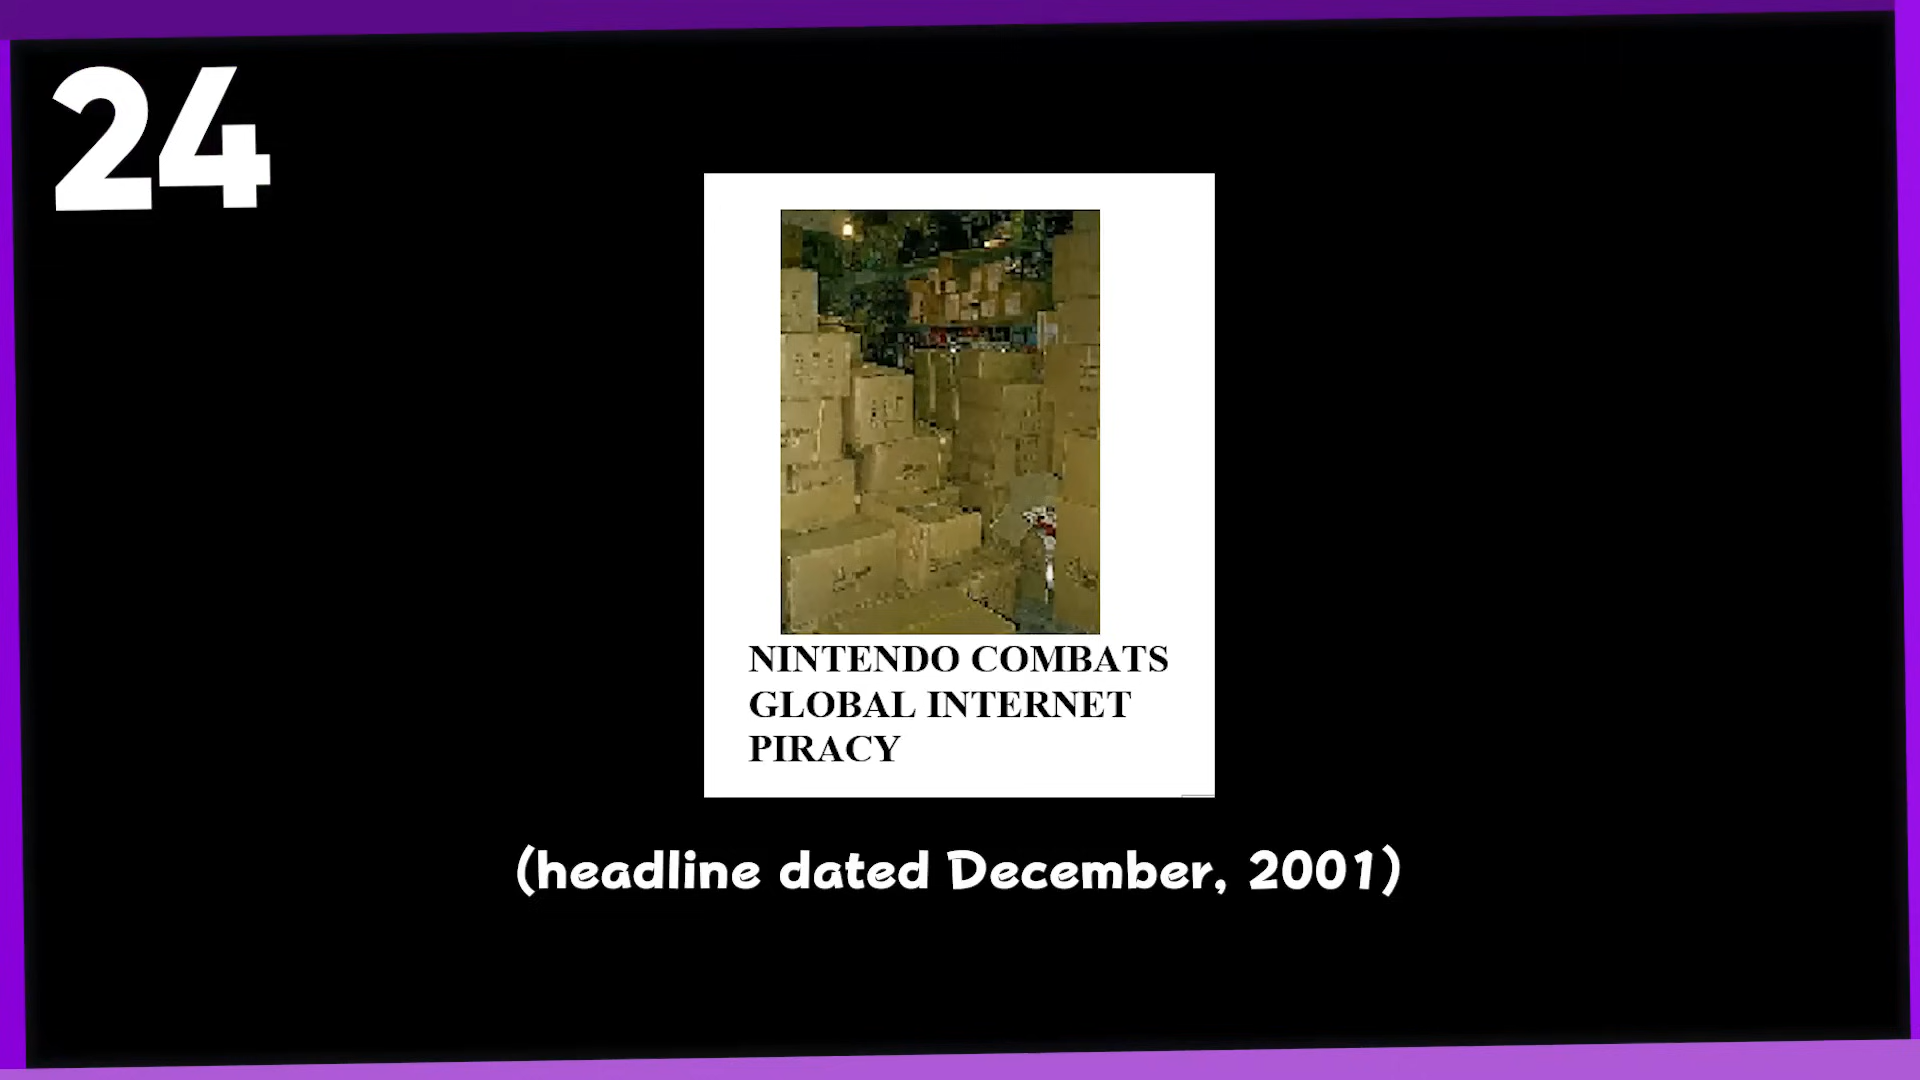 24
NINTENDO COMBATS
GLOBAL INTERNET
PIRACY
(headline dated December, 2001)